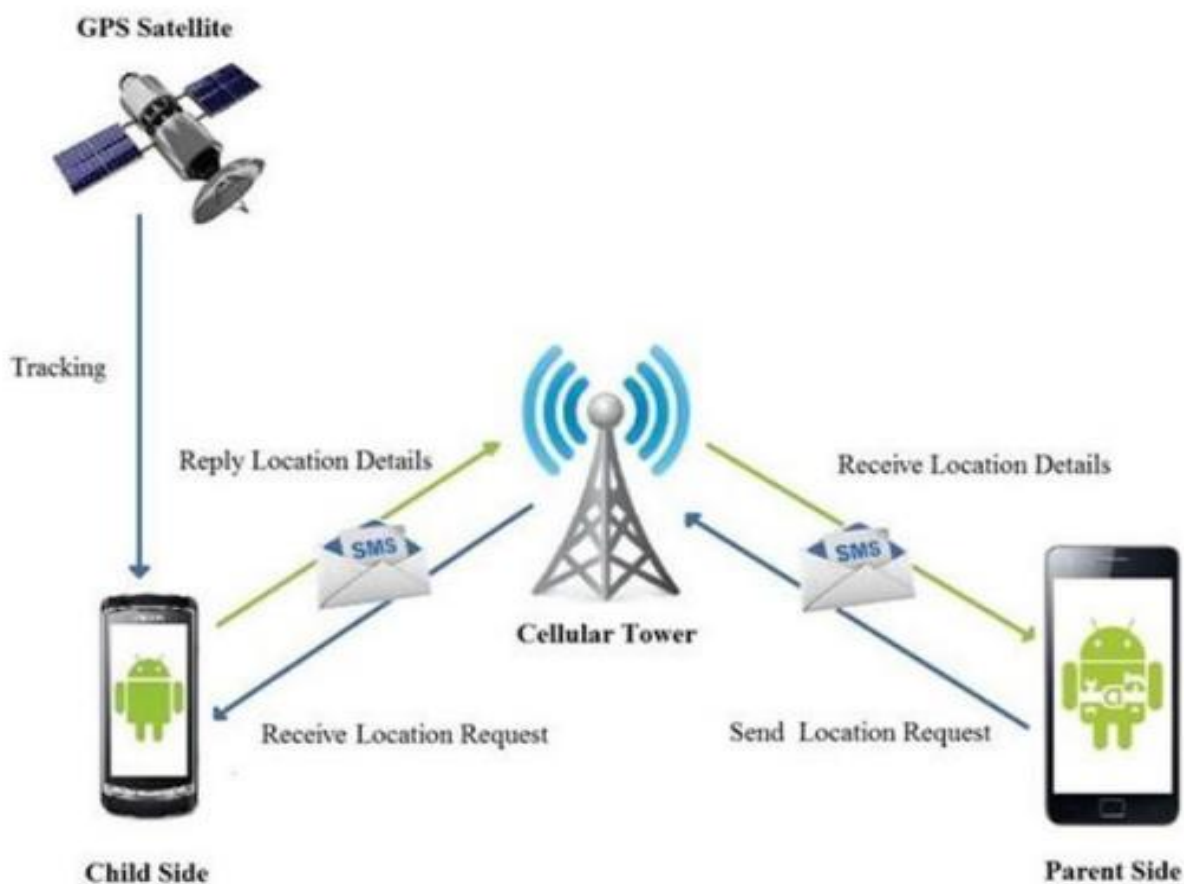 GPS Satellite
Tracking
Reply Location Details
Receive Location Details
SMS
SMS
Cellular Tower
Receive Location Request
Send Location Request
Child Side
Parent Side